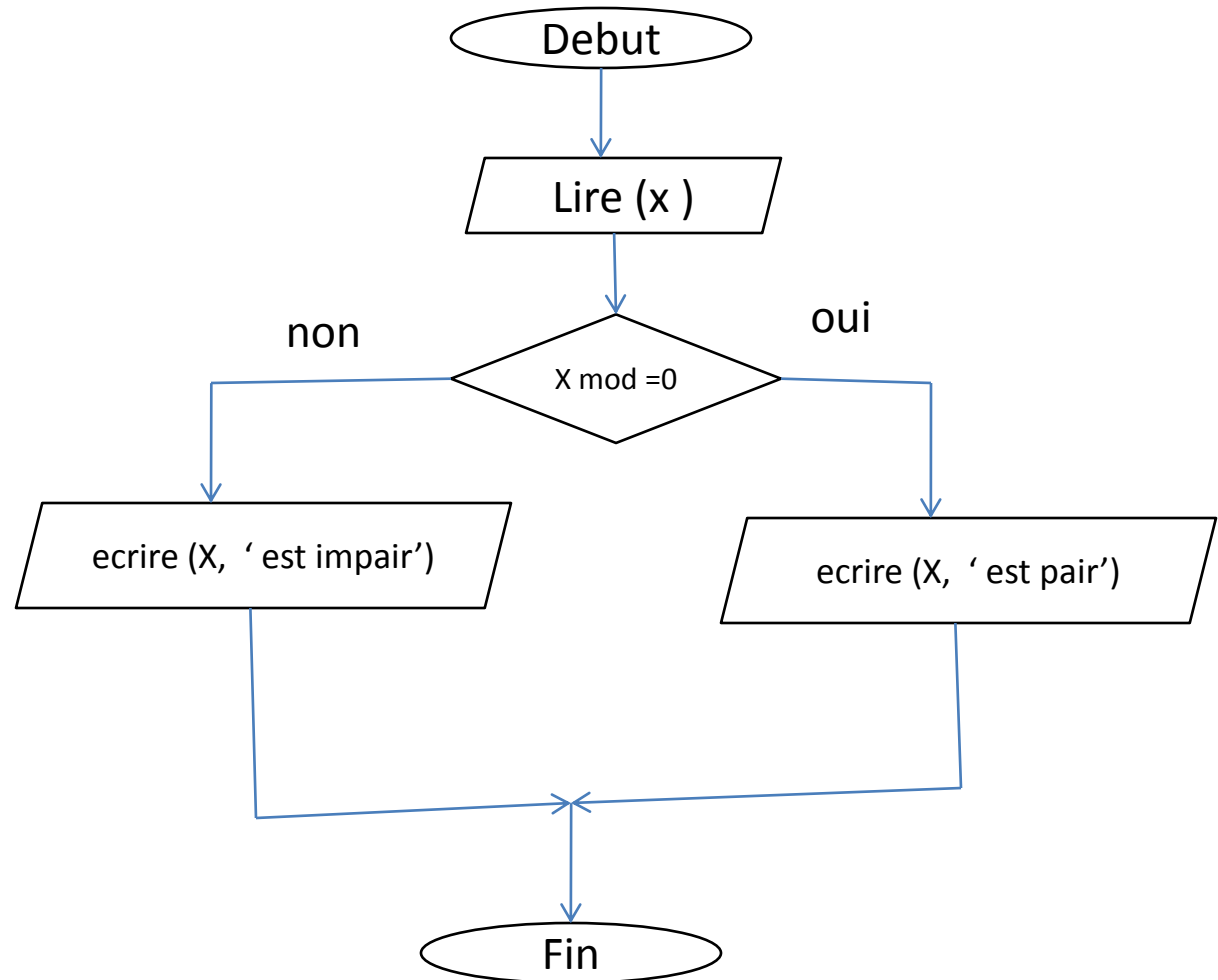 Debut
Lire (x )
non
oui
X mod =0
ecrire (X,  ‘ est impair’)
ecrire (X,  ‘ est pair’)
Fin